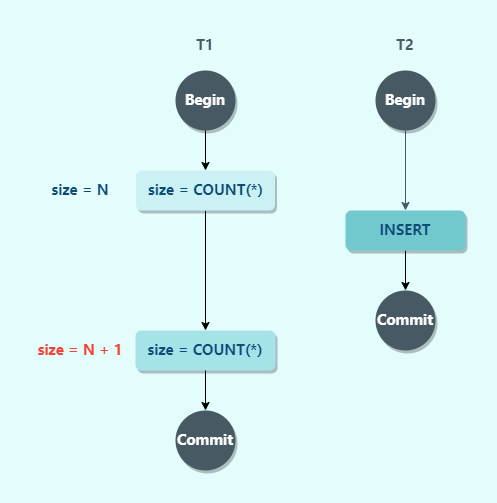 T1
T2
Begin
Begin
size = N
size = COUNT(*)
INSERT
Commit
size = N + 1
size = COUNT(*)
Commit